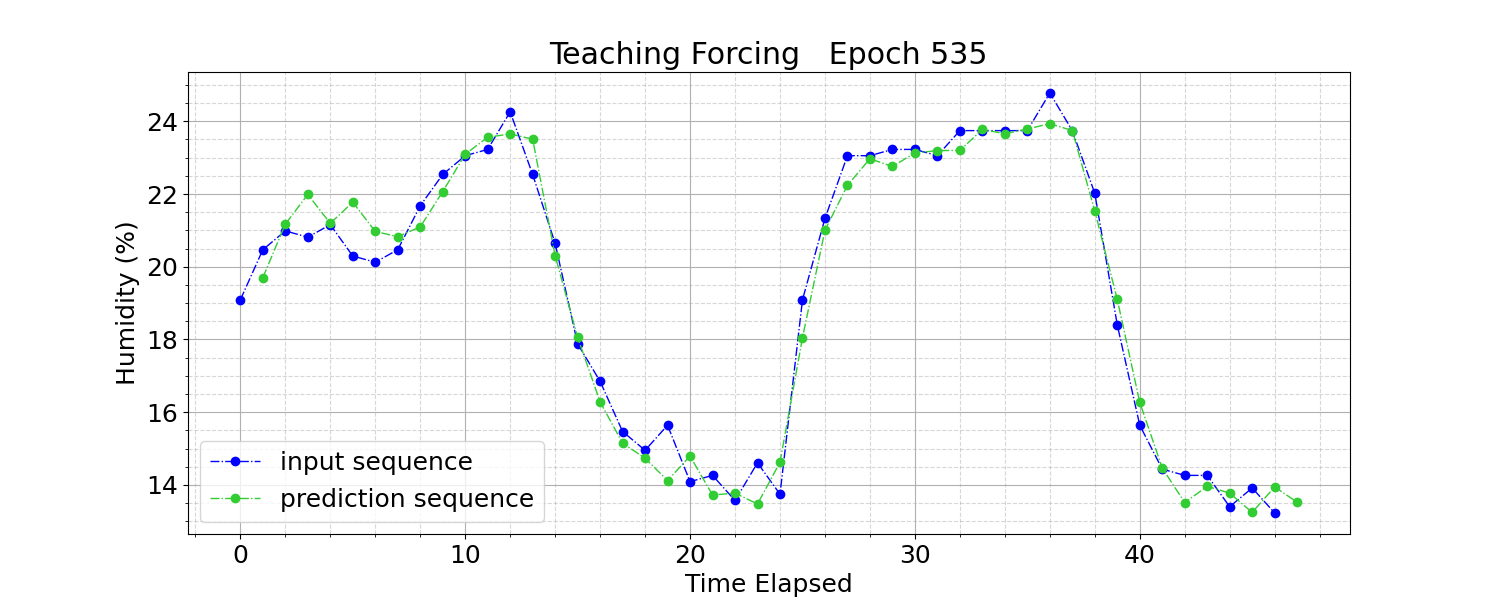 Teaching Forcing   Epoch 535
Humidity (%)
24
22
20
18
16
14
input sequence
prediction sequence
0 10 20 30 40
Time Elapsed